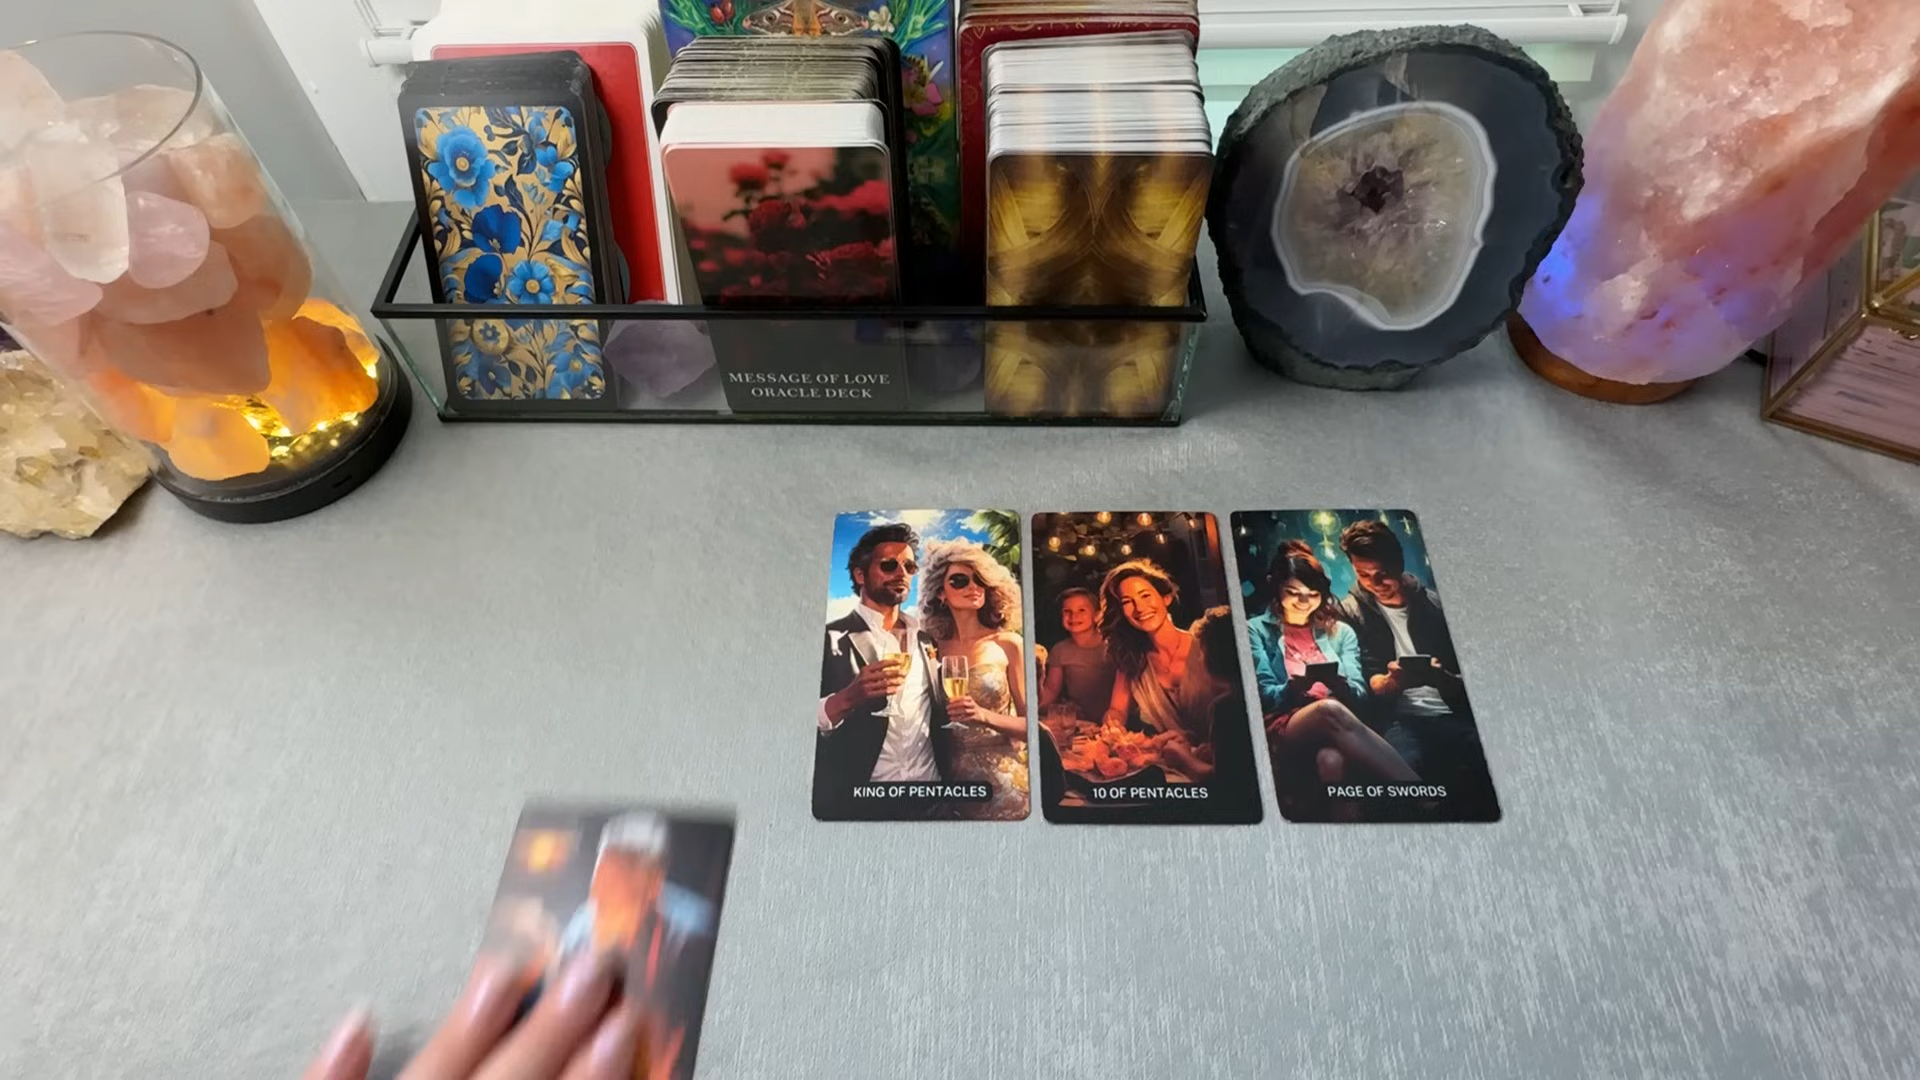 MESSAGE OF LOVE
ORACLE DECK
KING OF PENTACLES
10 OF PENTACLES
PAGE OF SWORDS